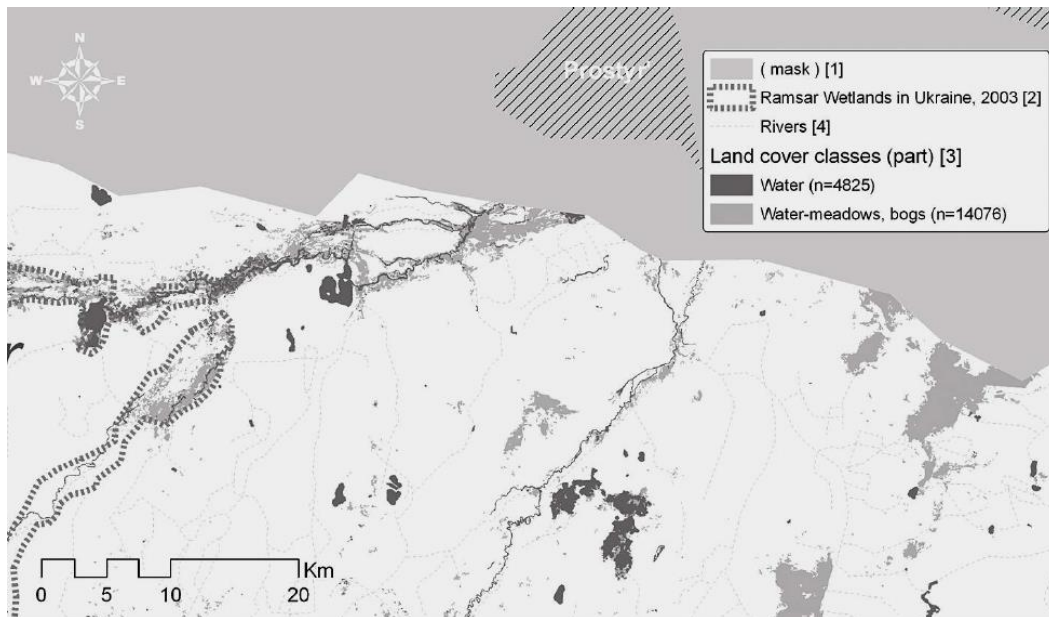 N
W E
S
Prostyr'
( mask ) [1]
Ramsar Wetlands in Ukraine, 2003 [2]
Rivers [4]
Land cover classes (part) [3]
Water (n=4825)
Water-meadows, bogs (n=14076)
Km
0 5 10 20